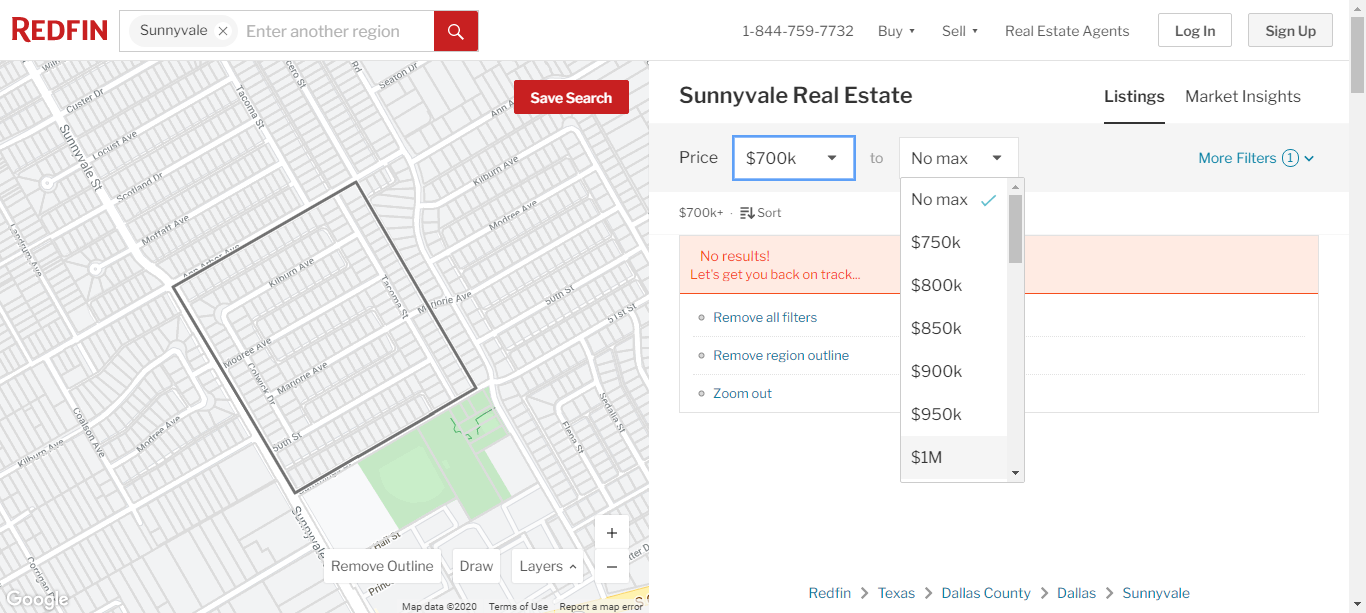 REDFIN
Sunnyvale
Enter another region
1-844-759-7732
Buy
Sell
Real Estate Agents
Log In
Sign Up
Save Search
Custer Dr
Sunnyvale St
Locust Ave
Scotland Dr
Moffatt Ave
Landrum Ave
Tacoma St
Seaton Dr
Kilburn Ave
Modree Ave
Kilburn Ave
Tacoma St
Marjorie Ave
Modree Ave
Colwick Dr
Marjorie Ave
50th St
50th St
51st St
Sedalia St
Elena St
Coalson Ave
Modree Ave
Kilburn Ave
Sunnyvale
Corrigan
+
−
Remove Outline
Draw
Layers
Google
Map data ©2020
Terms of Use
Report a map error
Sunnyvale Real Estate
Listings
Market Insights
Price
$700k
to
No max
More Filters 1
$700k+ · Sort
No max
$750k
$800k
$850k
$900k
$950k
$1M
No results!
Let's get you back on track...
Remove all filters
Remove region outline
Zoom out
Redfin
Texas
Dallas County
Dallas
Sunnyvale